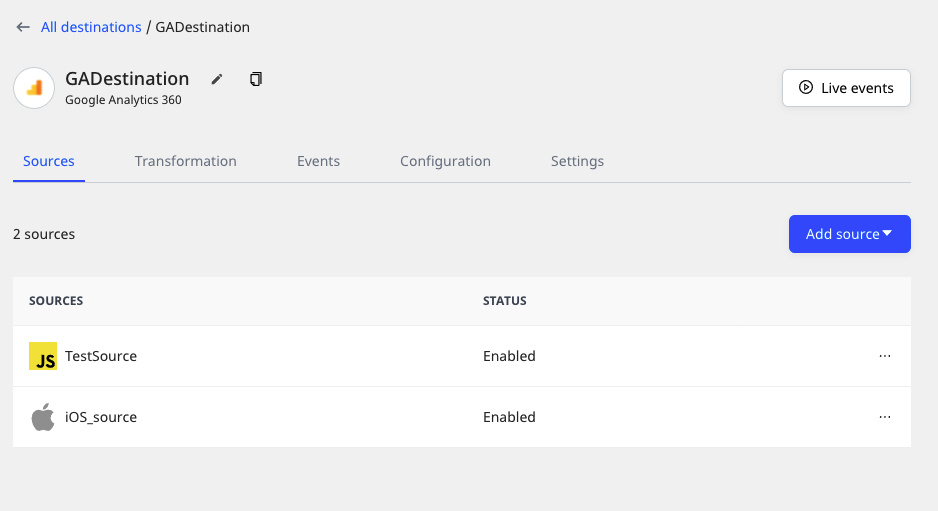 All destinations / GADestination
GADestination
Google Analytics 360
Live events
Sources Transformation Events Configuration Settings
2 sources
Add source
SOURCES STATUS
JS TestSource Enabled ...
iOS_source Enabled ...